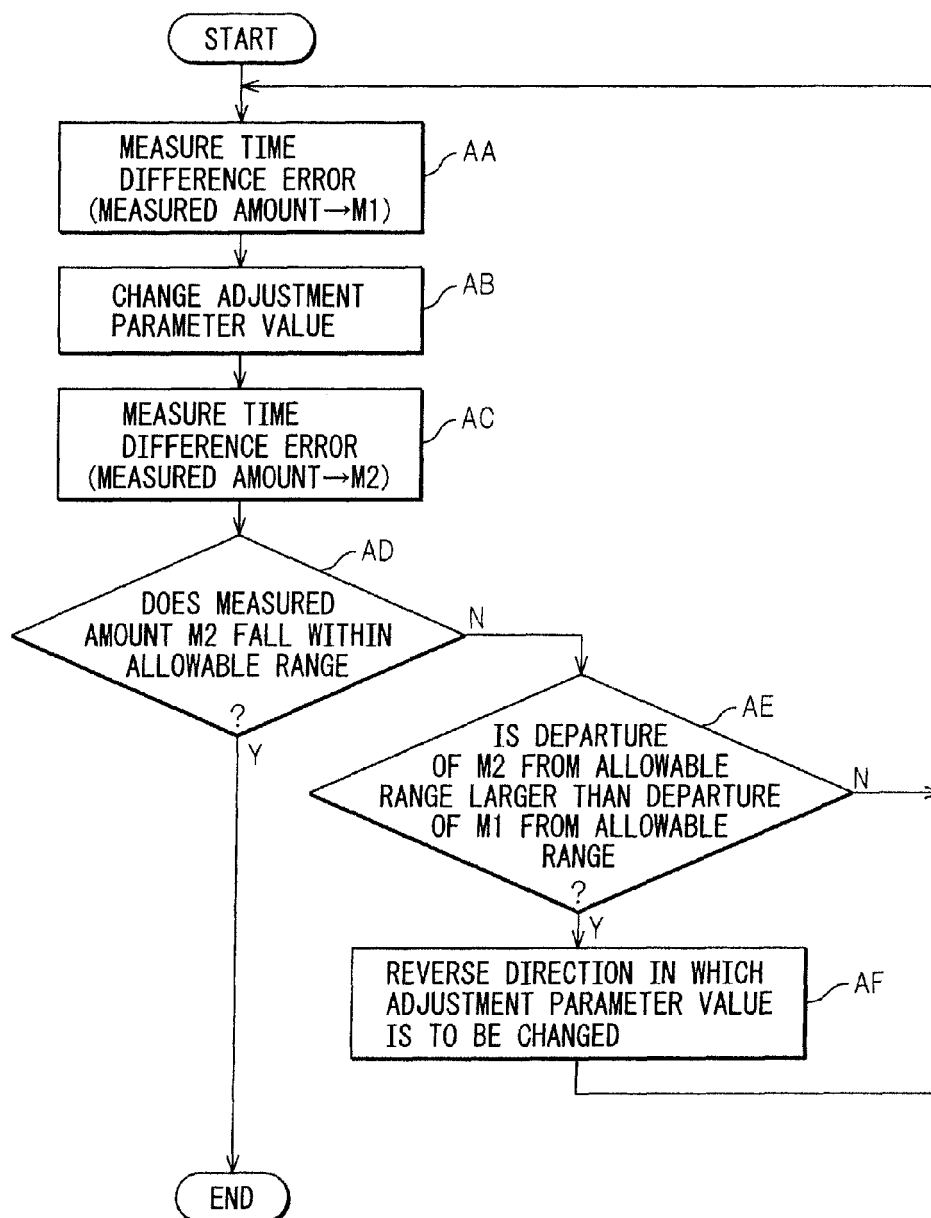 START
MEASURE TIME
DIFFERENCE ERROR
(MEASURED AMOUNT→M1)
AA
CHANGE ADJUSTMENT
PARAMETER VALUE
AB
MEASURE TIME
DIFFERENCE ERROR
(MEASURED AMOUNT→M2)
AC
AD
DOES MEASURED
AMOUNT M2 FALL WITHIN
ALLOWABLE RANGE
?
N
Y
AE
IS DEPARTURE
OF M2 FROM ALLOWABLE
RANGE LARGER THAN DEPARTURE
OF M1 FROM ALLOWABLE
RANGE
?
N
Y
REVERSE DIRECTION IN WHICH
ADJUSTMENT PARAMETER VALUE
IS TO BE CHANGED
AF
END